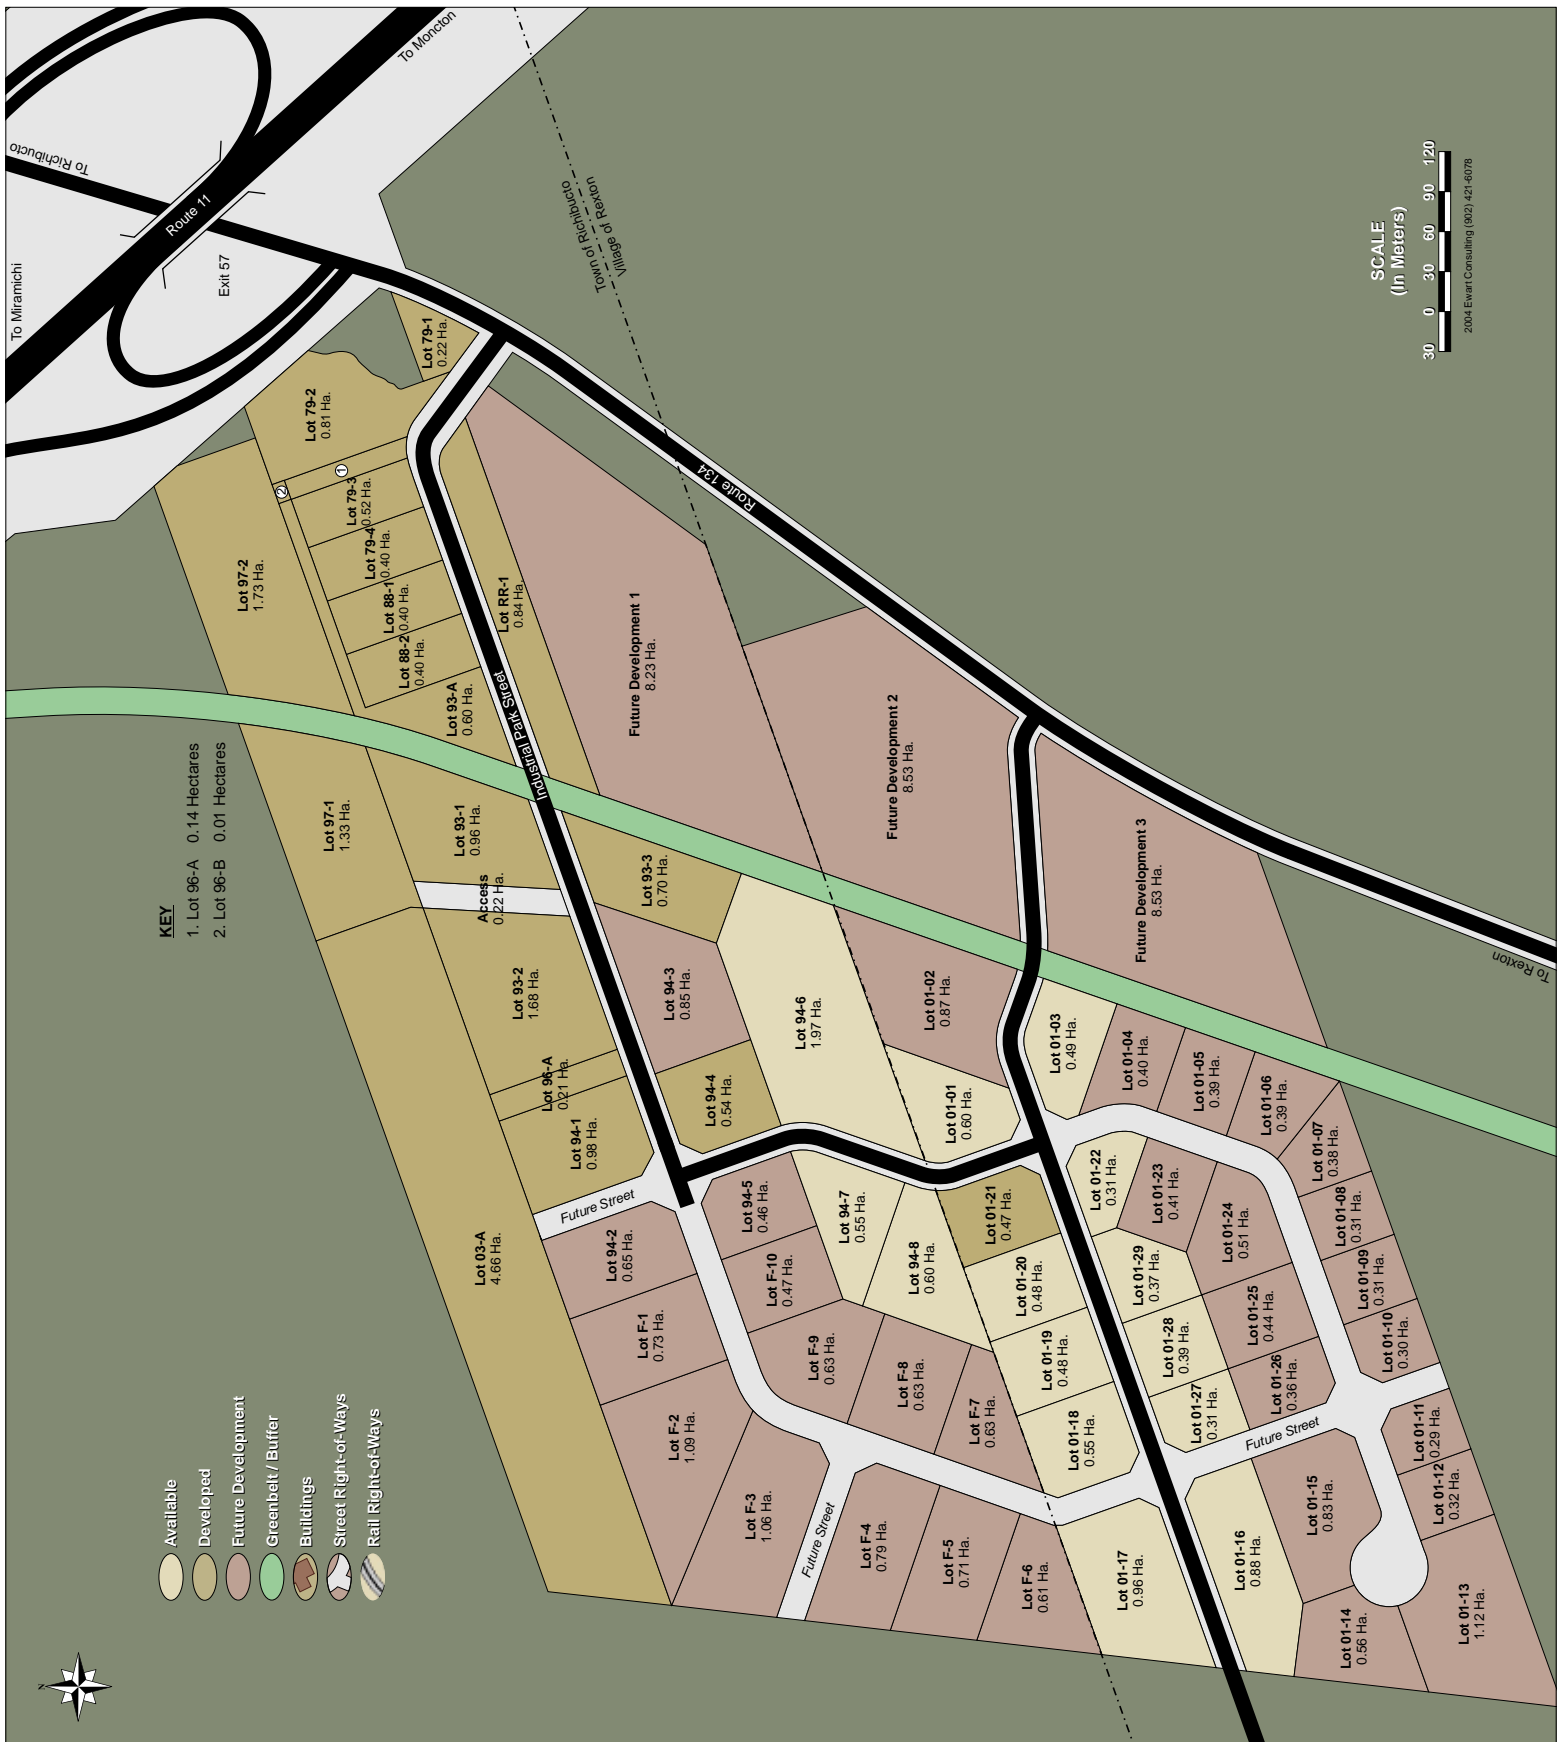 To Moncton
To Richibucto
Route 11
To Miramichi
Exit 57
Town of Richibucto
Village of Rexton
SCALE
(In Meters)
30 0 30 60 90 120
2004 Ewart Consulting (902) 421-6078
Lot 79-1
0.22 Ha.
Lot 79-2
0.81 Ha.
1
2
Lot 79-3
0.52 Ha.
Lot 79-4
0.40 Ha.
Lot 88-1
0.40 Ha.
Lot 88-2
0.40 Ha.
Lot 97-2
1.73 Ha.
Lot RR-1
0.84 Ha.
Lot 93-A
0.60 Ha.
Industrial Park Street
Route 134
Future Development 1
8.23 Ha.
Future Development 2
8.53 Ha.
Future Development 3
8.53 Ha.
To Rexton
KEY
1. Lot 96-A 0.14 Hectares
2. Lot 96-B 0.01 Hectares
Lot 97-1
1.33 Ha.
Lot 93-1
0.96 Ha.
Access
0.22 Ha.
Lot 93-3
0.70 Ha.
Lot 93-2
1.68 Ha.
Lot 94-3
0.85 Ha.
Lot 94-6
1.97 Ha.
Lot 01-02
0.87 Ha.
Lot 96-A
0.21 Ha.
Lot 94-1
0.98 Ha.
Lot 94-4
0.54 Ha.
Lot 01-01
0.60 Ha.
Lot 01-03
0.49 Ha.
Lot 01-04
0.40 Ha.
Lot 01-05
0.39 Ha.
Lot 01-06
0.39 Ha.
Lot 01-07
0.38 Ha.
Lot 01-08
0.31 Ha.
Lot 01-09
0.31 Ha.
Lot 01-10
0.30 Ha.
Lot 03-A
4.66 Ha.
Future Street
Lot 94-2
0.65 Ha.
Lot 94-5
0.46 Ha.
Lot 94-7
0.55 Ha.
Lot 94-8
0.60 Ha.
Lot 01-21
0.47 Ha.
Lot 01-22
0.31 Ha.
Lot 01-23
0.41 Ha.
Lot 01-24
0.51 Ha.
Lot F-1
0.73 Ha.
Lot F-10
0.47 Ha.
Lot F-9
0.63 Ha.
Lot F-8
0.63 Ha.
Lot F-7
0.63 Ha.
Lot 01-20
0.48 Ha.
Lot 01-19
0.48 Ha.
Lot 01-18
0.55 Ha.
Lot 01-29
0.37 Ha.
Lot 01-28
0.39 Ha.
Lot 01-27
0.31 Ha.
Lot 01-25
0.44 Ha.
Lot 01-26
0.36 Ha.
Future Street
Lot F-2
1.09 Ha.
Lot F-3
1.06 Ha.
Future Street
Lot F-4
0.79 Ha.
Lot F-5
0.71 Ha.
Lot F-6
0.61 Ha.
Lot 01-17
0.96 Ha.
Lot 01-16
0.88 Ha.
Lot 01-15
0.83 Ha.
Lot 01-11
0.29 Ha.
Lot 01-12
0.32 Ha.
Lot 01-13
1.12 Ha.
Lot 01-14
0.56 Ha.
Available
Developed
Future Development
Greenbelt / Buffer
Buildings
Street Right-of-Ways
Rail Right-of-Ways
N